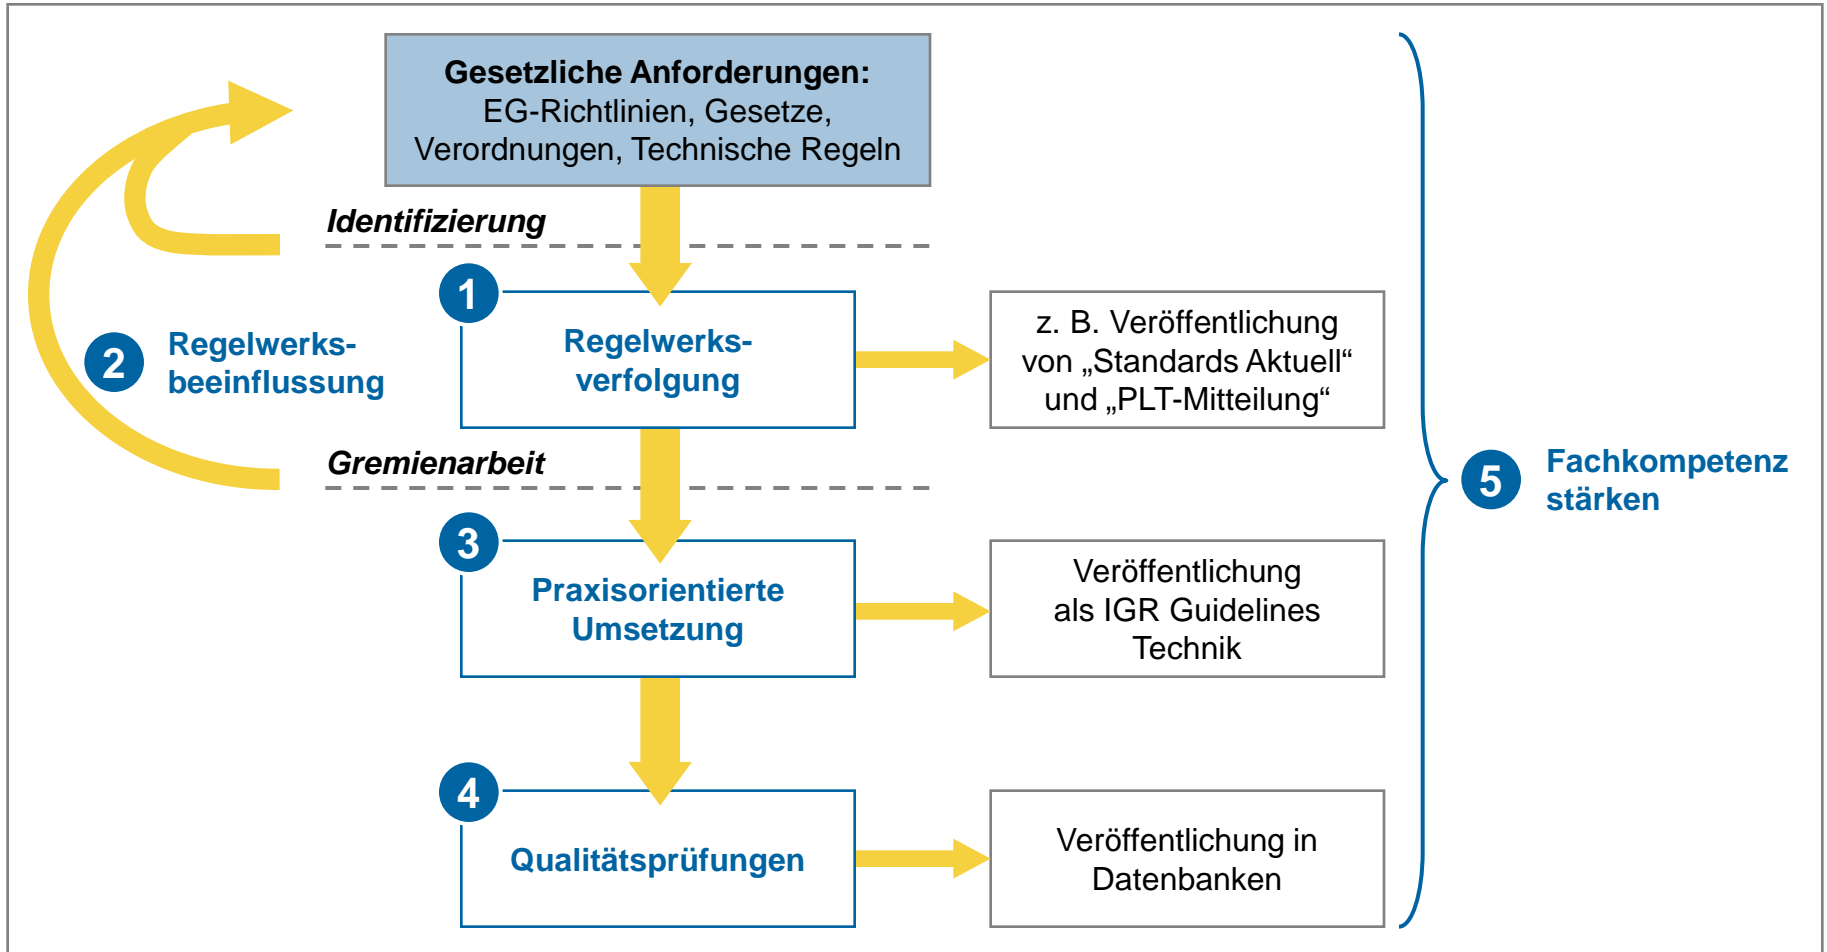 Gesetzliche Anforderungen:
EG-Richtlinien, Gesetze,
Verordnungen, Technische Regeln
Identifizierung
1
Regelwerks-
verfolgung
z. B. Veröffentlichung
von „Standards Aktuell“
und „PLT-Mitteilung“
2
Regelwerks-
beeinflussung
Gremienarbeit
3
Praxisorientierte
Umsetzung
Veröffentlichung
als IGR Guidelines
Technik
4
Qualitätsprüfungen
Veröffentlichung in
Datenbanken
5
Fachkompetenz
stärken